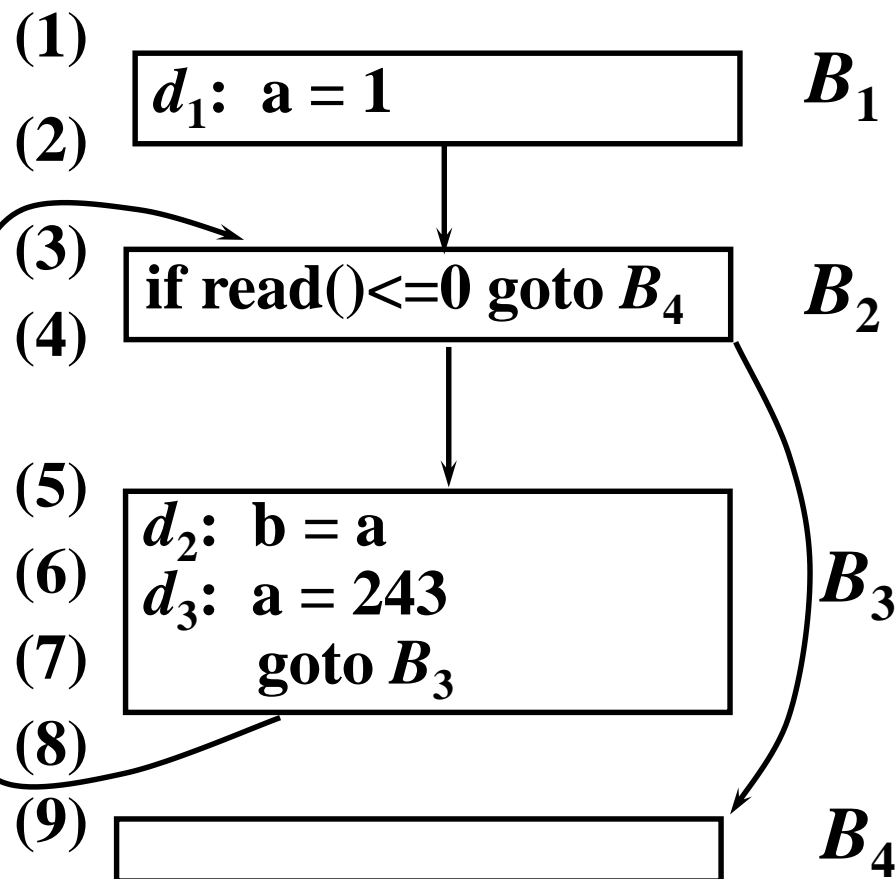 (1)
d1: a = 1 B1
(2)
(3)
if read()<=0 goto B4 B2
(4)
(5)
d2: b = a
(6) B3
d3: a = 243
(7) goto B3
(8)
(9) B4